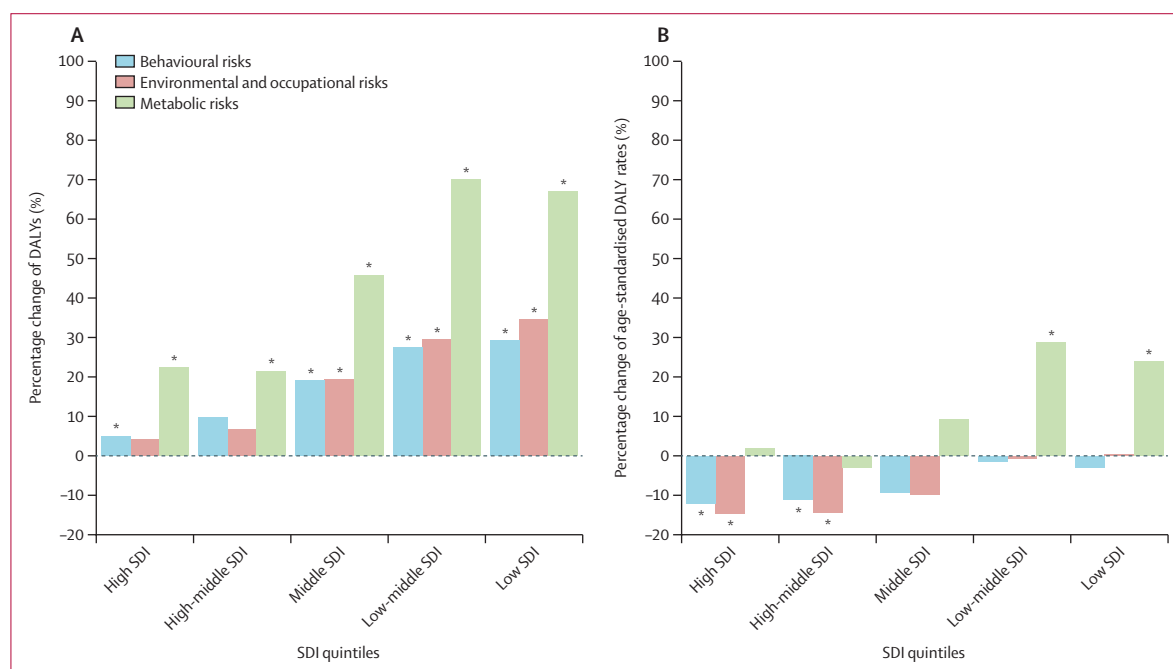 A
Percentage change of DALYs (%)
100
90
80
70
60
50
40
30
20
10
0
–10
–20
Behavioural risks
Environmental and occupational risks
Metabolic risks
*
*
*
*
*
*
*
*
*
*
*
*
High SDI
High-middle SDI
Middle SDI
Low-middle SDI
Low SDI
SDI quintiles
B
Percentage change of age-standardised DALY rates (%)
100
90
80
70
60
50
40
30
20
10
0
–10
–20
*
*
*
*
*
*
High SDI
High-middle SDI
Middle SDI
Low-middle SDI
Low SDI
SDI quintiles